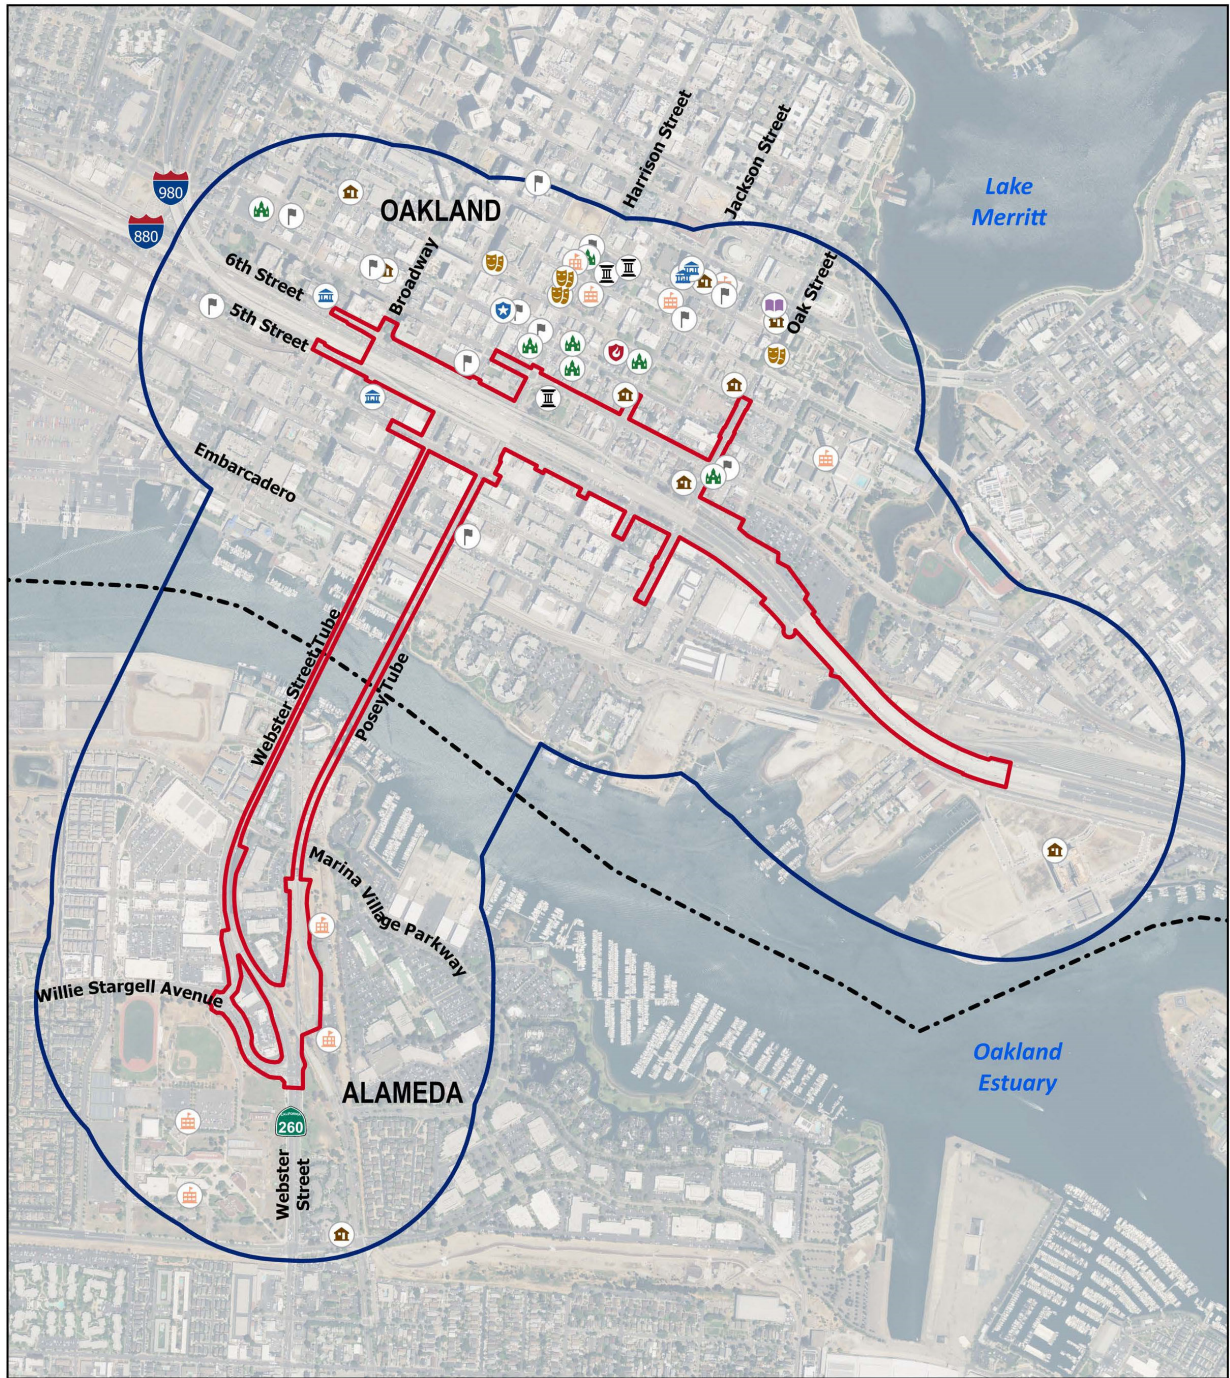 Harrison Street
Jackson Street
Lake
Merritt
980
880
OAKLAND
Broadway
Oak Street
6th Street
5th Street
Embarcadero
Webster Street Tube
Posey Tube
Marina Village Parkway
Willie Stargell Avenue
Oakland
Estuary
ALAMEDA
260
Webster
Street